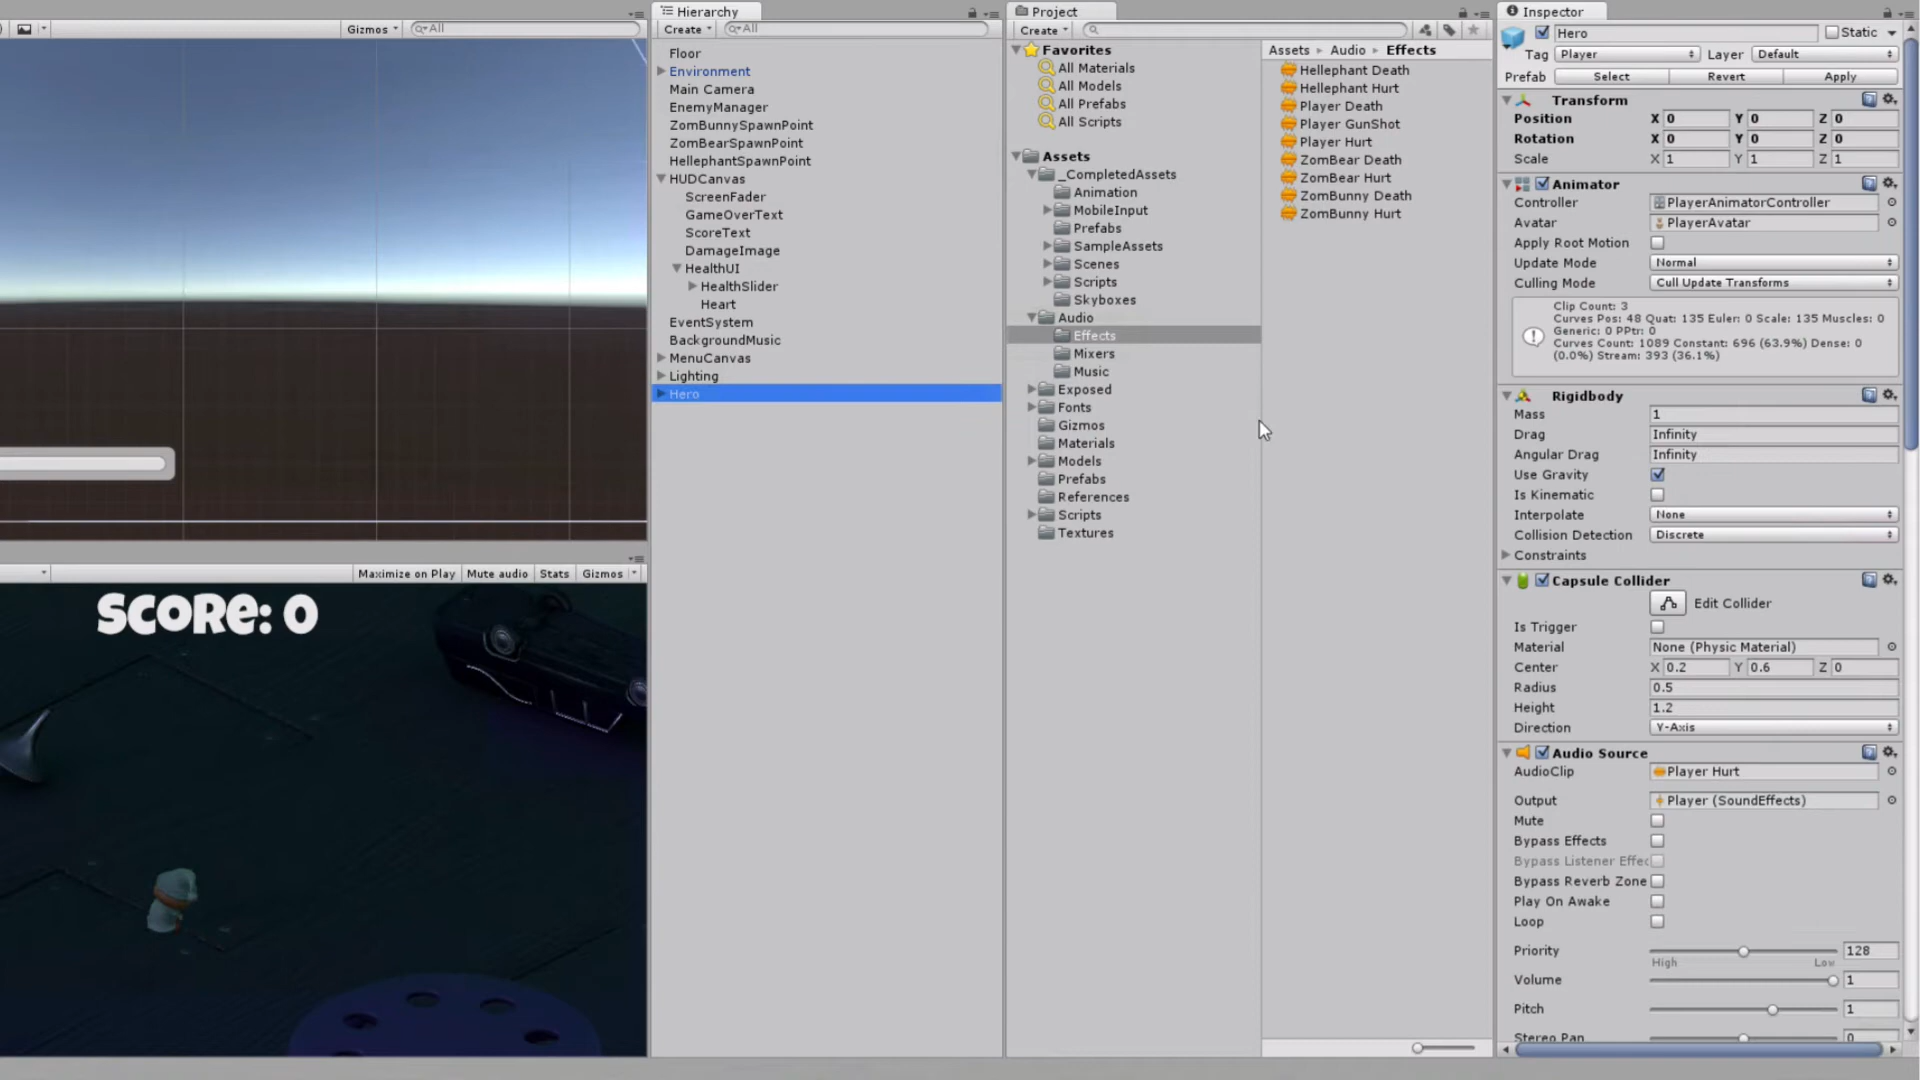 Gizmos
All
Maximize on Play
Mute audio
Stats
Gizmos
SCORE: 0
Hierarchy
Create
All
Floor
Environment
Main Camera
EnemyManager
ZomBunnySpawnPoint
ZomBearSpawnPoint
HellephantSpawnPoint
HUDCanvas
ScreenFader
GameOverText
ScoreText
DamageImage
HealthUI
HealthSlider
Heart
EventSystem
BackgroundMusic
MenuCanvas
Lighting
Hero
Project
Create
Favorites
All Materials
All Models
All Prefabs
All Scripts
Assets
_CompletedAssets
Animation
MobileInput
Prefabs
SampleAssets
Scenes
Scripts
Skyboxes
Audio
Effects
Mixers
Music
Exposed
Fonts
Gizmos
Materials
Models
Prefabs
References
Scripts
Textures
Assets Audio Effects
Hellephant Death
Hellephant Hurt
Player Death
Player GunShot
Player Hurt
ZomBear Death
ZomBear Hurt
ZomBunny Death
ZomBunny Hurt
Inspector
Hero Static
Tag Player Layer Default
Prefab Select Revert Apply
Transform
Position X 0 Y 0 Z 0
Rotation X 0 Y 0 Z 0
Scale X 1 Y 1 Z 1
Animator
Controller PlayerAnimatorController
Avatar PlayerAvatar
Apply Root Motion
Update Mode Normal
Culling Mode Cull Update Transforms
Clip Count: 3
Curves Pos: 48 Quat: 135 Euler: 0 Scale: 135 Muscles: 0
Generic: 0 PPtr: 0
Curves Count: 1089 Constant: 696 (63.9%) Dense: 0
(0.0%) Stream: 393 (36.1%)
Rigidbody
Mass 1
Drag Infinity
Angular Drag Infinity
Use Gravity
Is Kinematic
Interpolate None
Collision Detection Discrete
Constraints
Capsule Collider
Edit Collider
Is Trigger
Material None (Physic Material)
Center X 0.2 Y 0.6 Z 0
Radius 0.5
Height 1.2
Direction Y-Axis
Audio Source
AudioClip Player Hurt
Output Player (SoundEffects)
Mute
Bypass Effects
Bypass Listener Effec
Bypass Reverb Zone
Play On Awake
Loop
Priority 128
High Low
Volume 1
Pitch 1
Stereo Pan 0